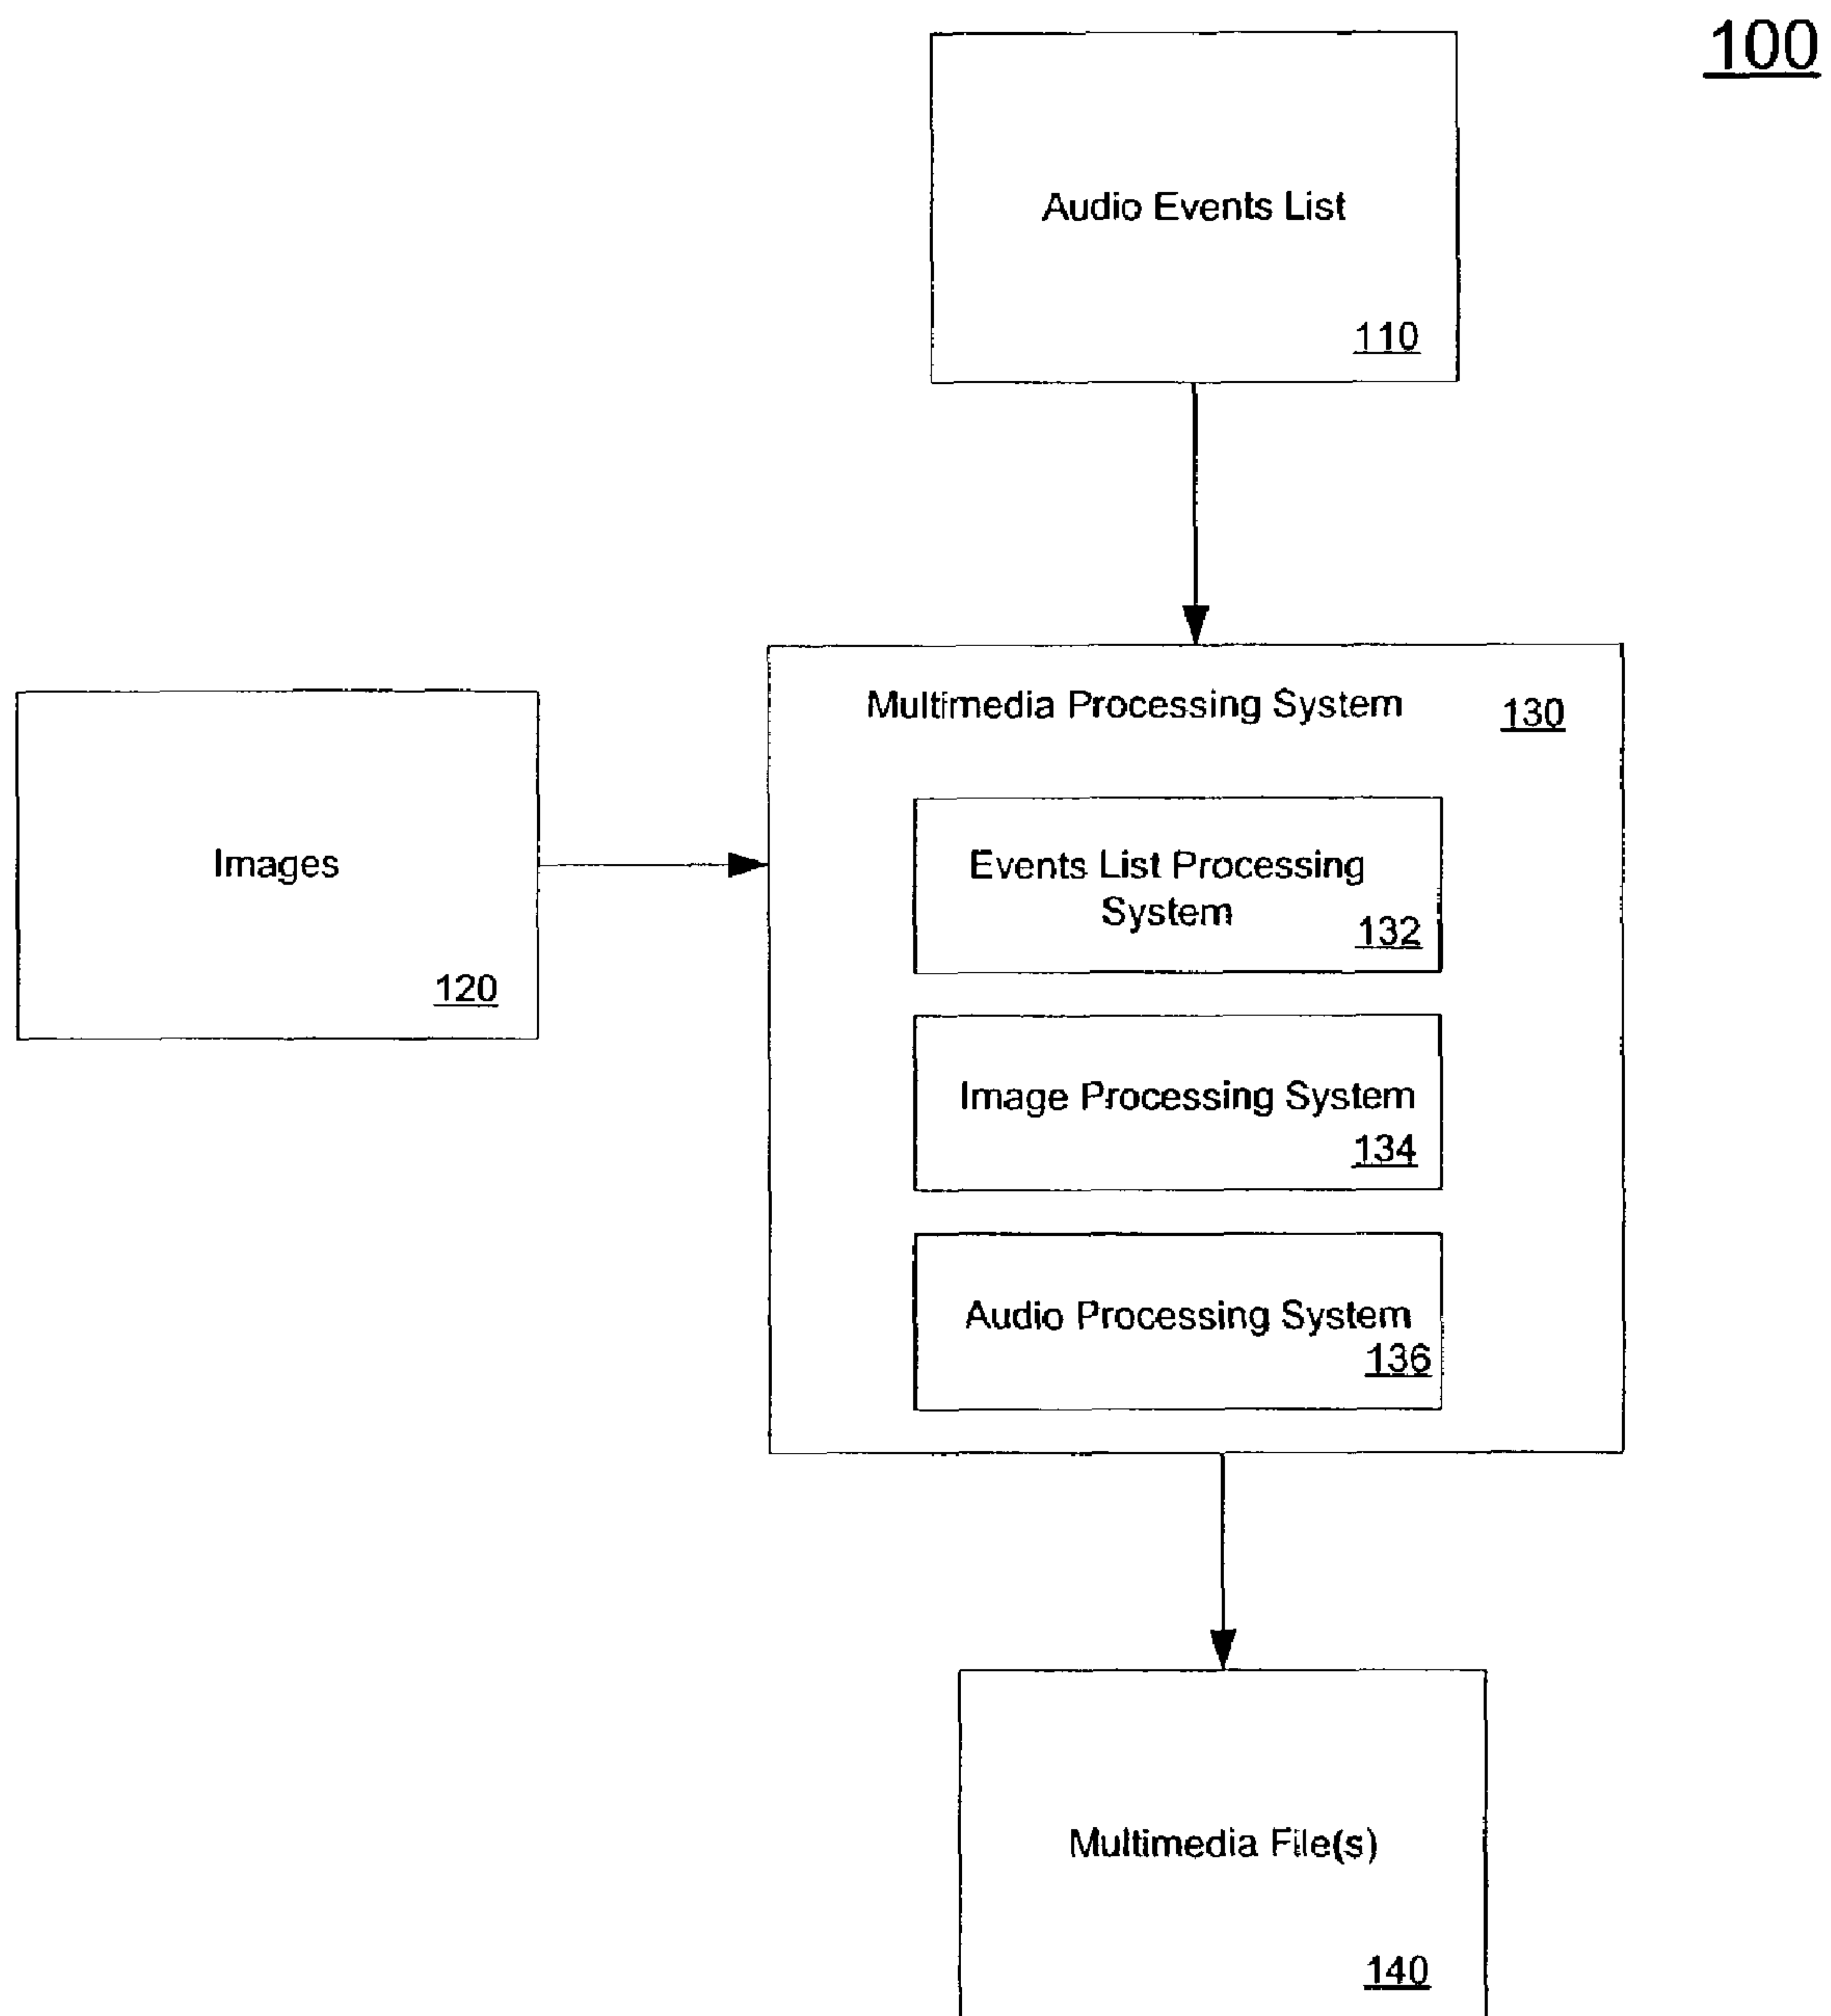 100
Audio Events List
110
Multimedia Processing System 130
Images
120
Events List Processing
System
132
Image Processing System
134
Audio Processing System
136
Multimedia File(s)
140